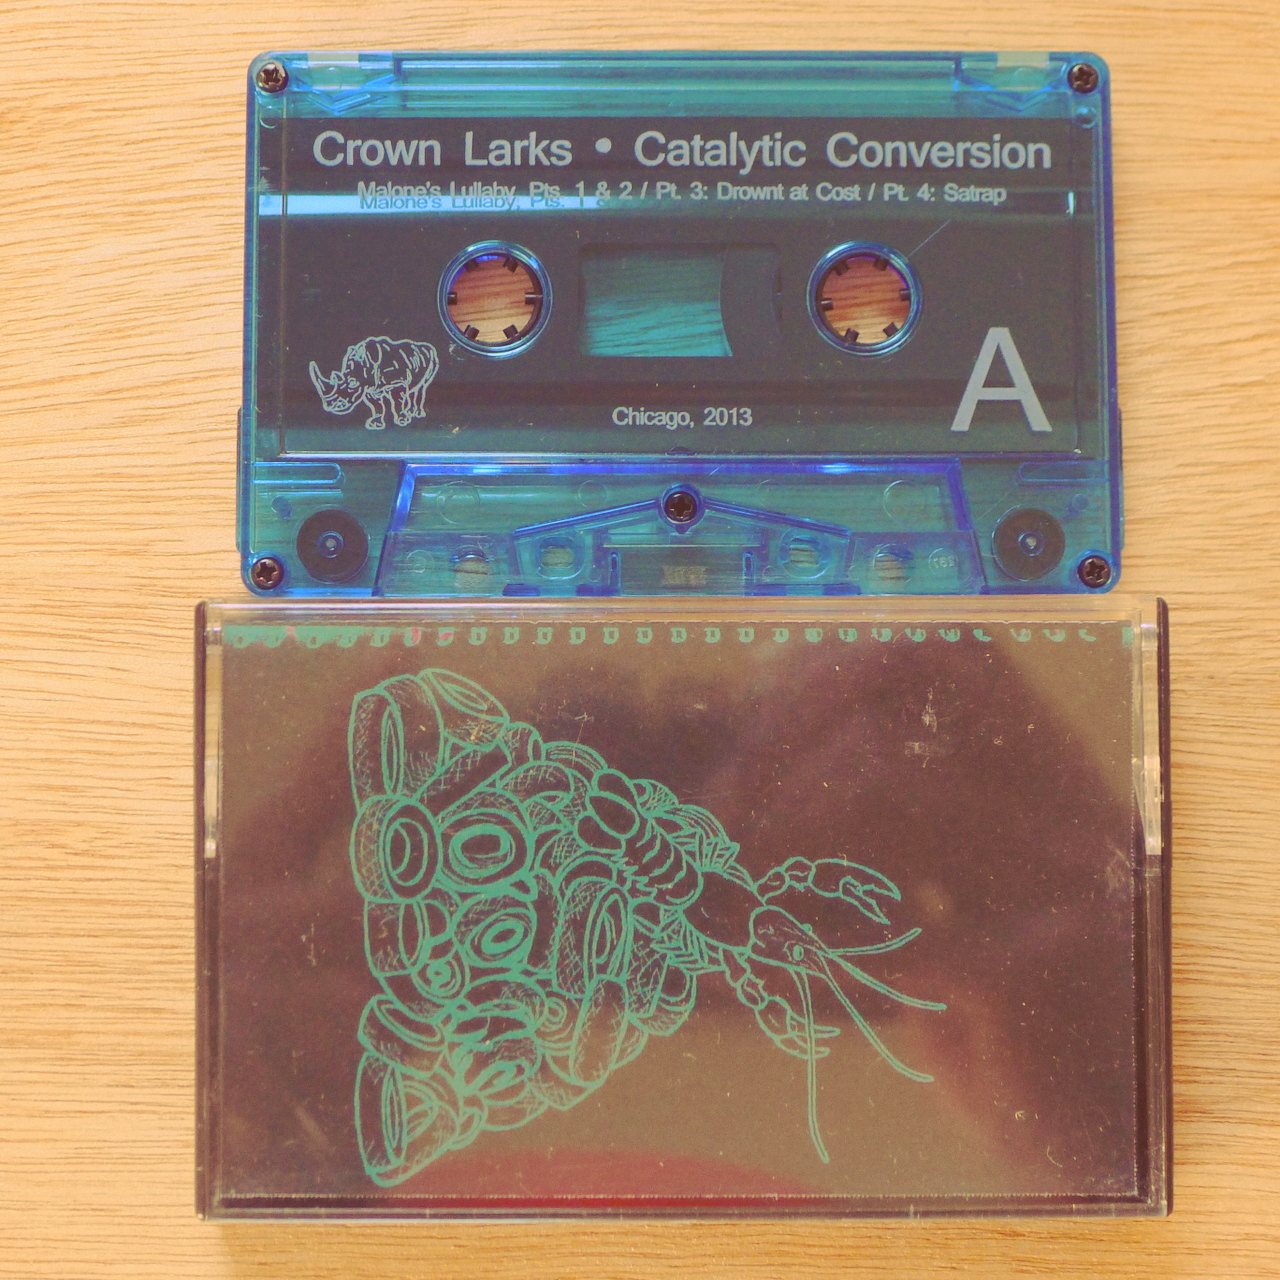 Crown Larks • Catalytic Conversion
Malone's Lullaby, Pts. 1 & 2 / Pt. 3: Drownt at Cost / Pt. 4: Satrap
A
Chicago, 2013